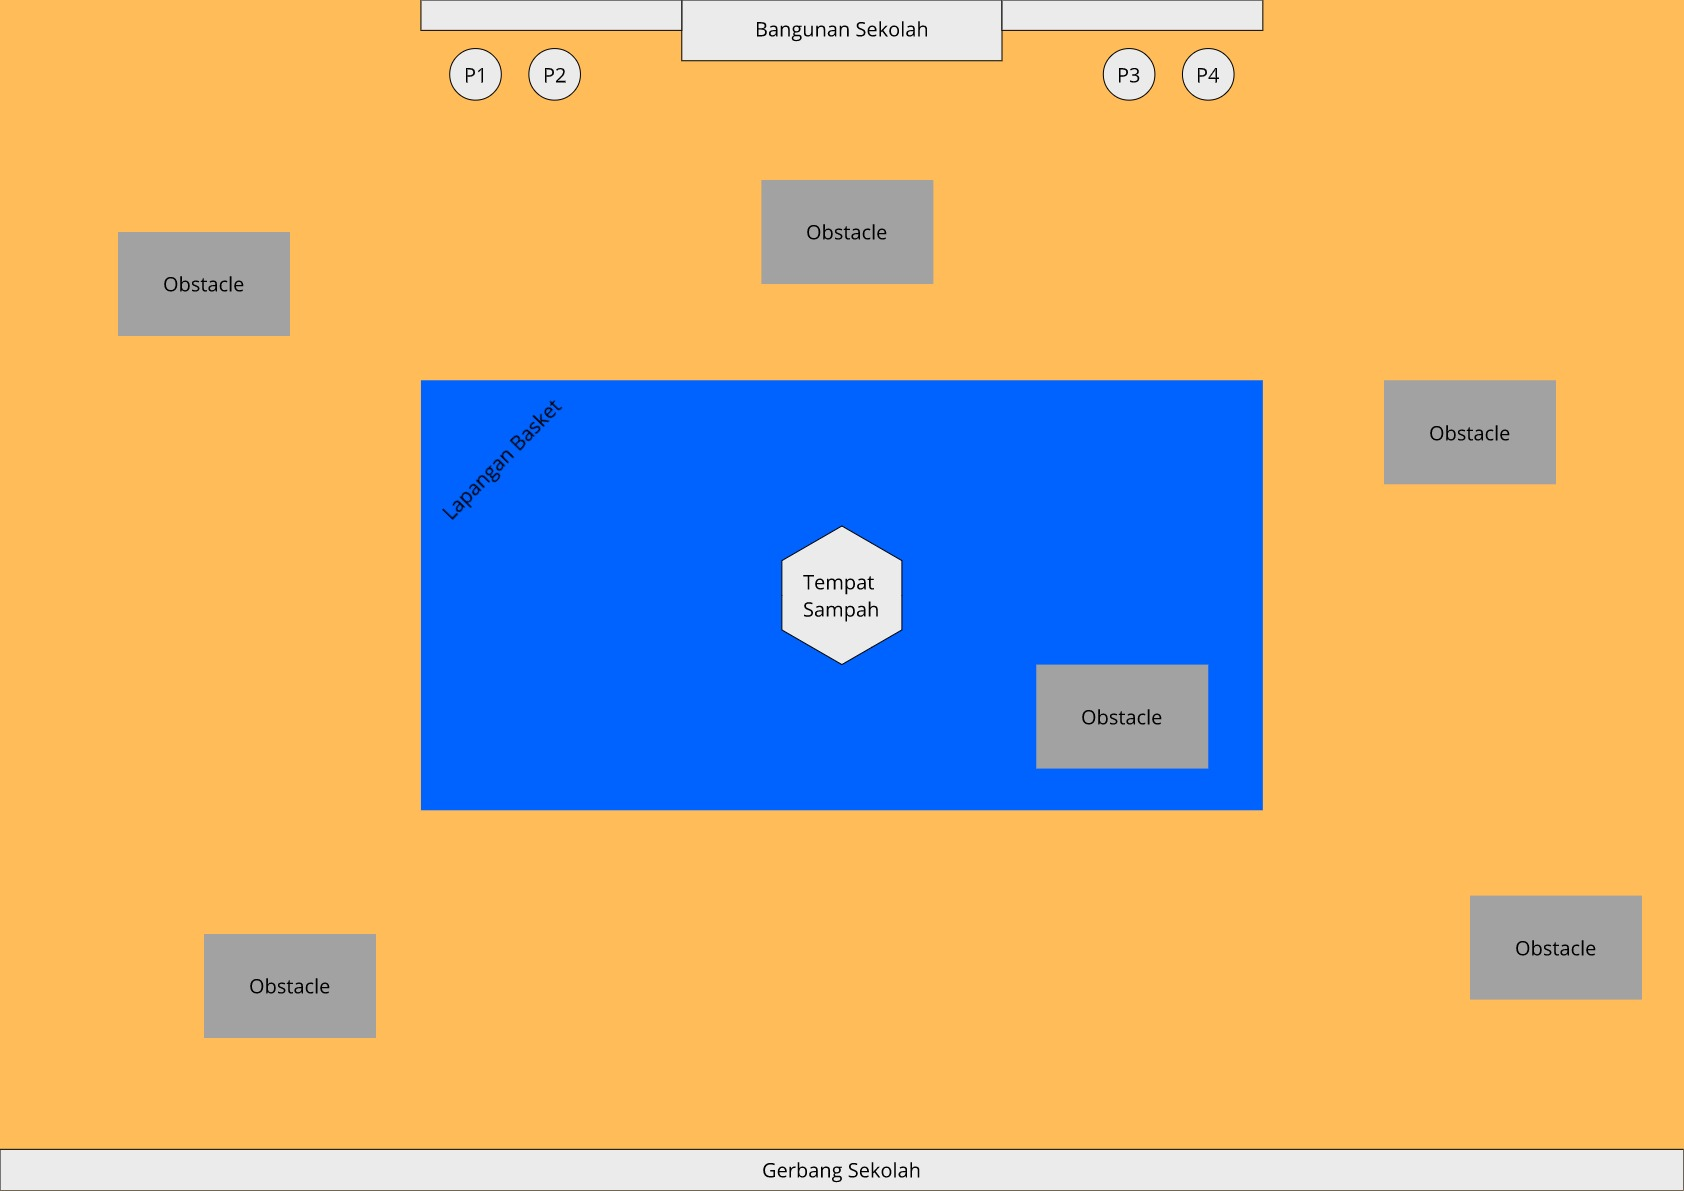 Bangunan Sekolah
P1
P2
P3
P4
Obstacle
Obstacle
Lapangan Basket
Obstacle
Tempat
Sampah
Obstacle
Obstacle
Obstacle
Gerbang Sekolah